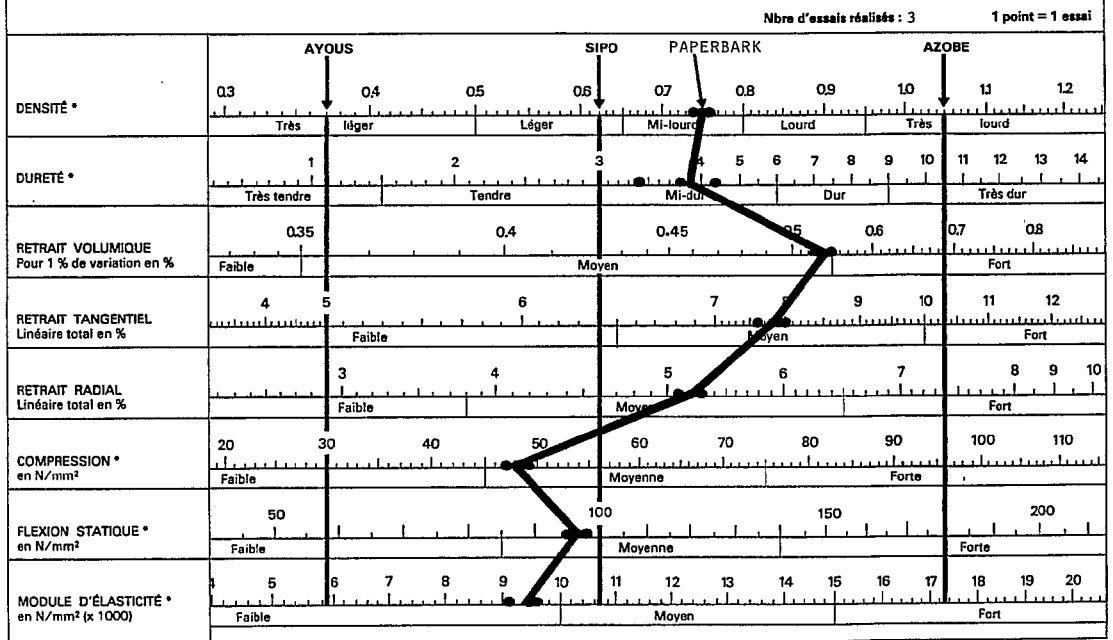 Nbre d'essais réalisés : 3 1 point = 1 essai
AYOUS SIPO PAPERBARK AZOBE
0.3 0.4 0.5 0.6 0.7 0.8 0.9 1.0 1.1 1.2
DENSITÉ *
Très léger Léger Mi-lourd Lourd Très lourd
1 2 3 4 5 6 7 8 9 10 11 12 13 14
DURETÉ *
Très tendre Tendre Mi-dur Dur Très dur
0.35 0.4 0.45 0.5 0.6 0.7 0.8
RETRAIT VOLUMIQUE
Pour 1 % de variation en %
Faible Moyen Fort
4 5 6 7 8 9 10 11 12
RETRAIT TANGENTIEL
Linéaire total en %
Faible Moyen Fort
3 4 5 6 7 8 9 10
RETRAIT RADIAL
Linéaire total en %
Faible Moyen Fort
20 30 40 50 60 70 80 90 100 110
COMPRESSION *
en N/mm²
Faible Moyenne Forte
50 100 150 200
FLEXION STATIQUE *
en N/mm²
Faible Moyenne Forte
4 5 6 7 8 9 10 11 12 13 14 15 16 17 18 19 20
MODULE D'ÉLASTICITÉ *
en N/mm² (x 1000)
Faible Moyen Fort